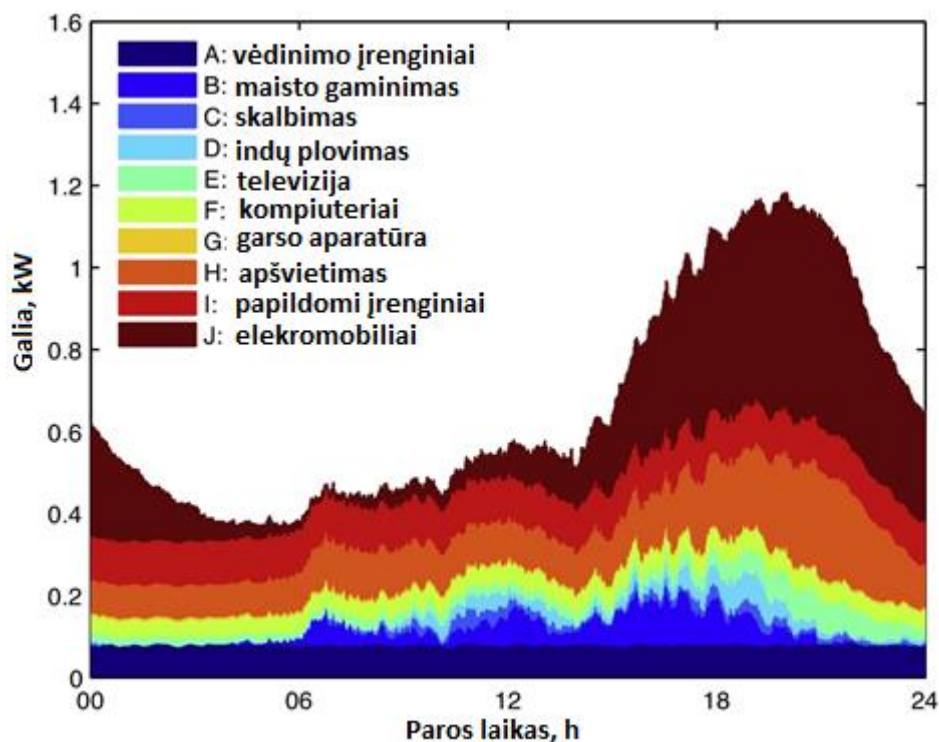 1.6
1.4
1.2
1
0.8
0.6
0.4
0.2
0
Galia, kW
A: vėdinimo įrenginiai
B: maisto gaminimas
C: skalbimas
D: indų plovimas
E: televizija
F: kompiuteriai
G: garso aparatūra
H: apšvietimas
I: papildomi įrenginiai
J: elekromobiliai
00 06 12 18 24
Paros laikas, h